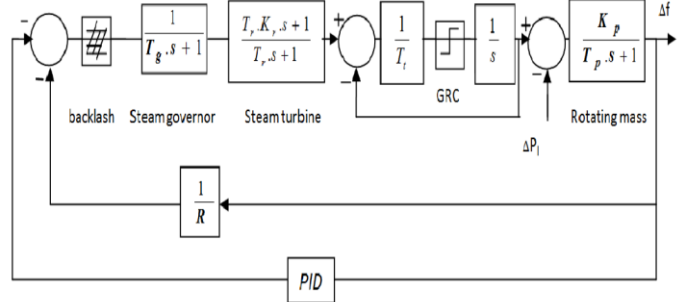 Δf
− 1 T_r.K_r.s+1 + 1 1 + K_p
T_g.s+1 T_r.s+1 T_t s T_p.s+1
− − −
GRC
backlash Steam governor Steam turbine Rotating mass
ΔP_l
1
R
PID